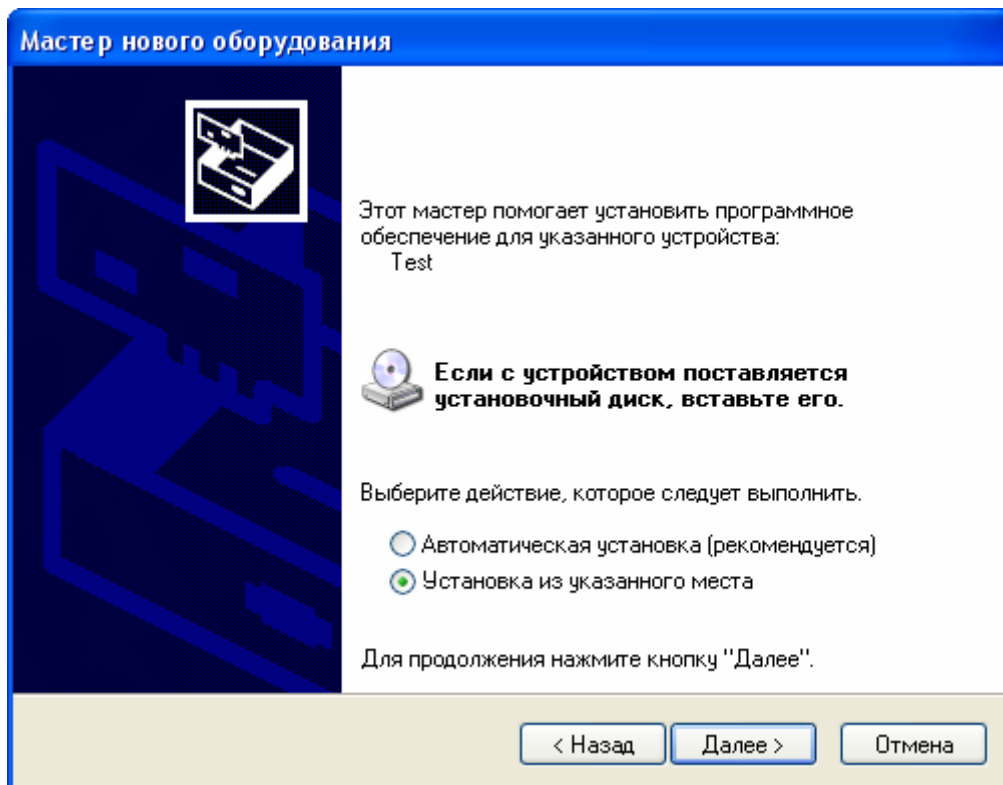 Мастер нового оборудования
Этот мастер помогает установить программное
обеспечение для указанного устройства:
Test
Если с устройством поставляется
установочный диск, вставьте его.
Выберите действие, которое следует выполнить.
Автоматическая установка (рекомендуется)
Установка из указанного места
Для продолжения нажмите кнопку "Далее".
< Назад
Далее >
Отмена